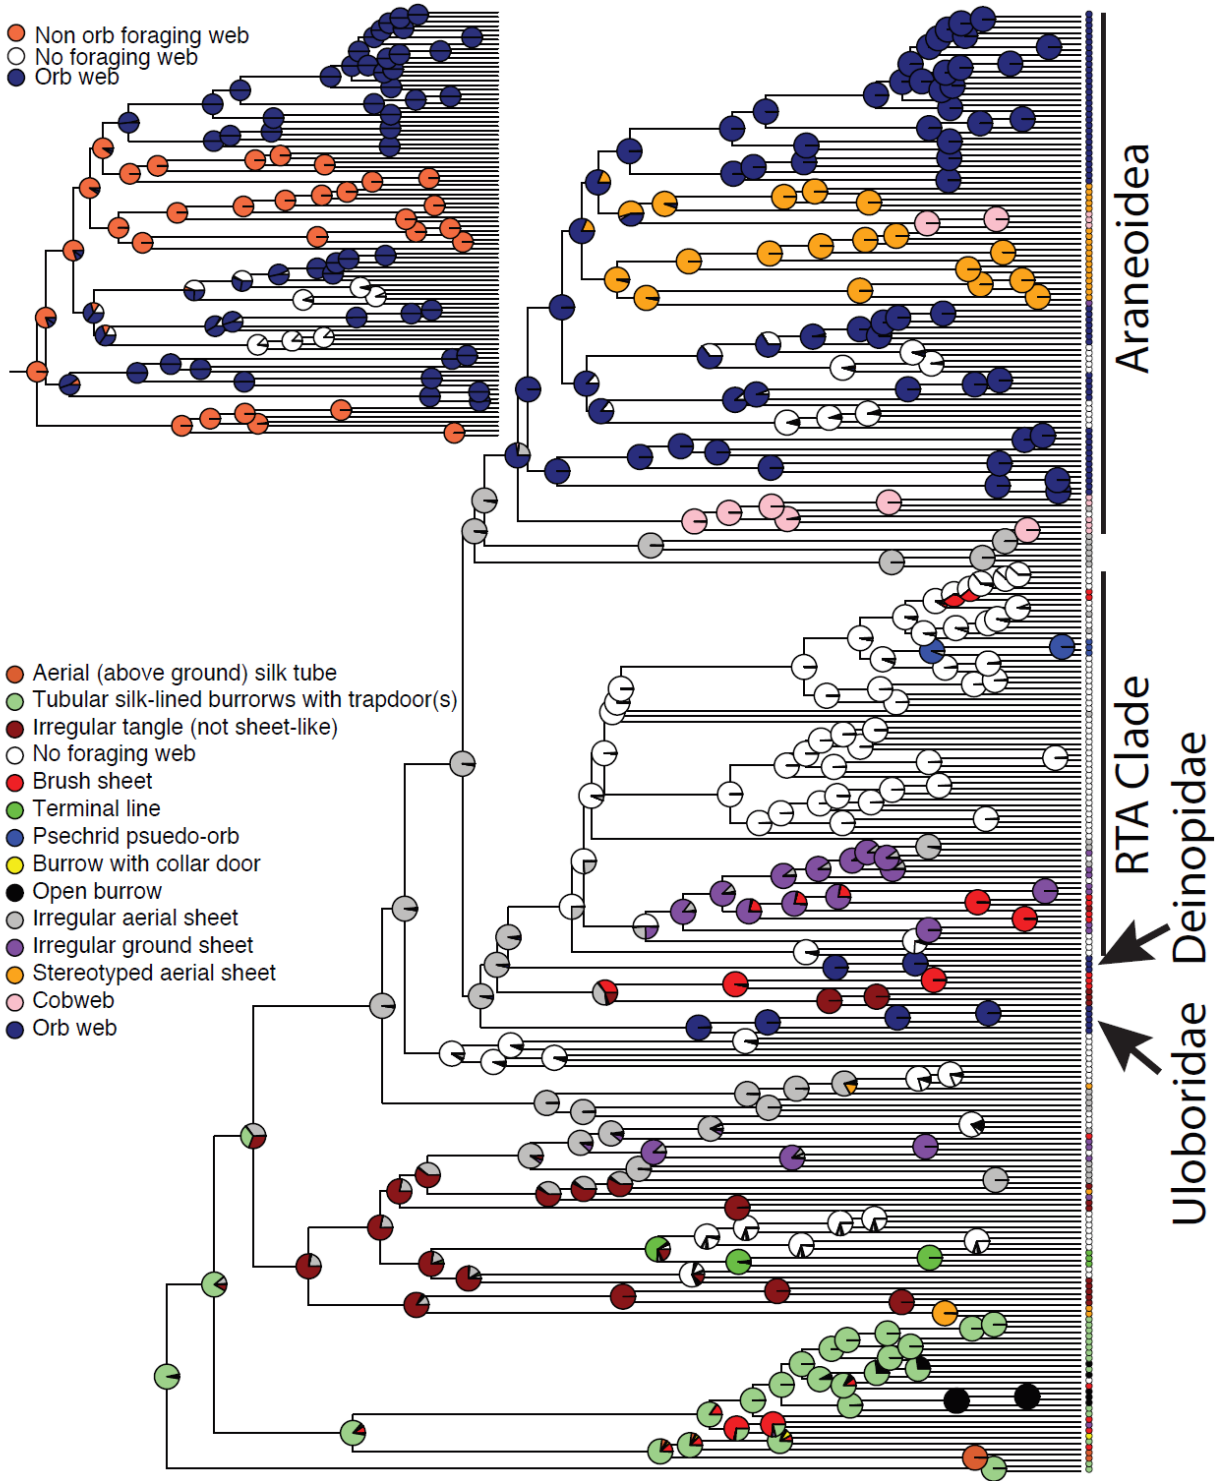 Non orb foraging web
No foraging web
Orb web
Araneoidea
Aerial (above ground) silk tube
Tubular silk-lined burrorws with trapdoor(s)
Irregular tangle (not sheet-like)
No foraging web
Brush sheet
Terminal line
Psechrid psuedo-orb
Burrow with collar door
Open burrow
Irregular aerial sheet
Irregular ground sheet
Stereotyped aerial sheet
Cobweb
Orb web
RTA Clade
Deinopidae
Uloboridae